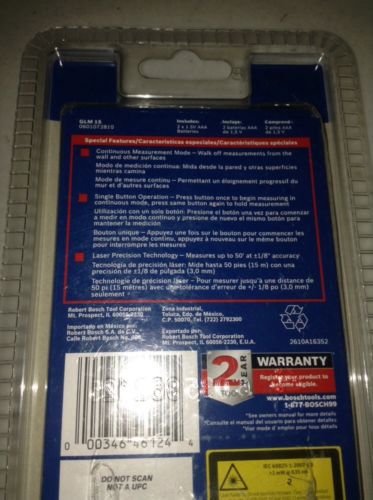 GLM 15
0601072810
Includes:
2 x 1.5V AAA
Batteries
Incluye:
2 baterías AAA
de 1,5 V
Comprend:
2 piles AAA
de 1,5 V
Special Features/Características especiales/Caractéristiques spéciales
Continuous Measurement Mode – Walk off measurements from the
wall and other surfaces
Modo de medición continua: Mida desde la pared y otras superficies
mientras camina
Mode de mesure continu – Permettant un éloignement progressif du
mur et d'autres surfaces
Single Button Operation – Press button once to begin measuring in
continuous mode, press same button again to hold measurement
Utilización con un solo botón: Presione el botón una vez para comenzar
a medir en modo continuo y presione de nuevo el mismo botón para
mantener la medición
Bouton unique – Appuyez une fois sur le bouton pour commencer les
mesures en mode continu, appuyez à nouveau sur le même bouton
pour interrompre les mesures
Laser Precision Technology – Measures up to 50' at ±1/8" accuracy
Tecnología de precisión láser: Mide hasta 50 pies (15 m) con una
precisión de ±1/8 de pulgada (3,0 mm)
Technologie de précision laser – Pour mesurer jusqu'à une distance de
50 pi (15 mètres) avec une tolérance d'erreur de +/- 1/8 po (3,0 mm)
seulement
Robert Bosch Tool Corporation
Mt. Prospect, IL 60056-2230
Importado en México por:
Robert Bosch S.A. de C.V.
Calle Robert Bosch No. 405
Zona Industrial,
Toluca, Edo. de México,
C.P. 50070, Tel. (722) 2792300
Exportado por:
Robert Bosch Tool Corporation
Mt. Prospect, IL 60056-2230, E.U.A.
2610A16352
2
YEAR
WARRANTY
Register your product to
become eligible.
www.boschtools.com
1-877-BOSCH99
*See owners manual for more details.
*Consulte el manual del usuario para obtener detalles.
*Voir mode d'emploi pour tous détails
0 00346 46124 4
DO NOT SCAN
NOT A UPC